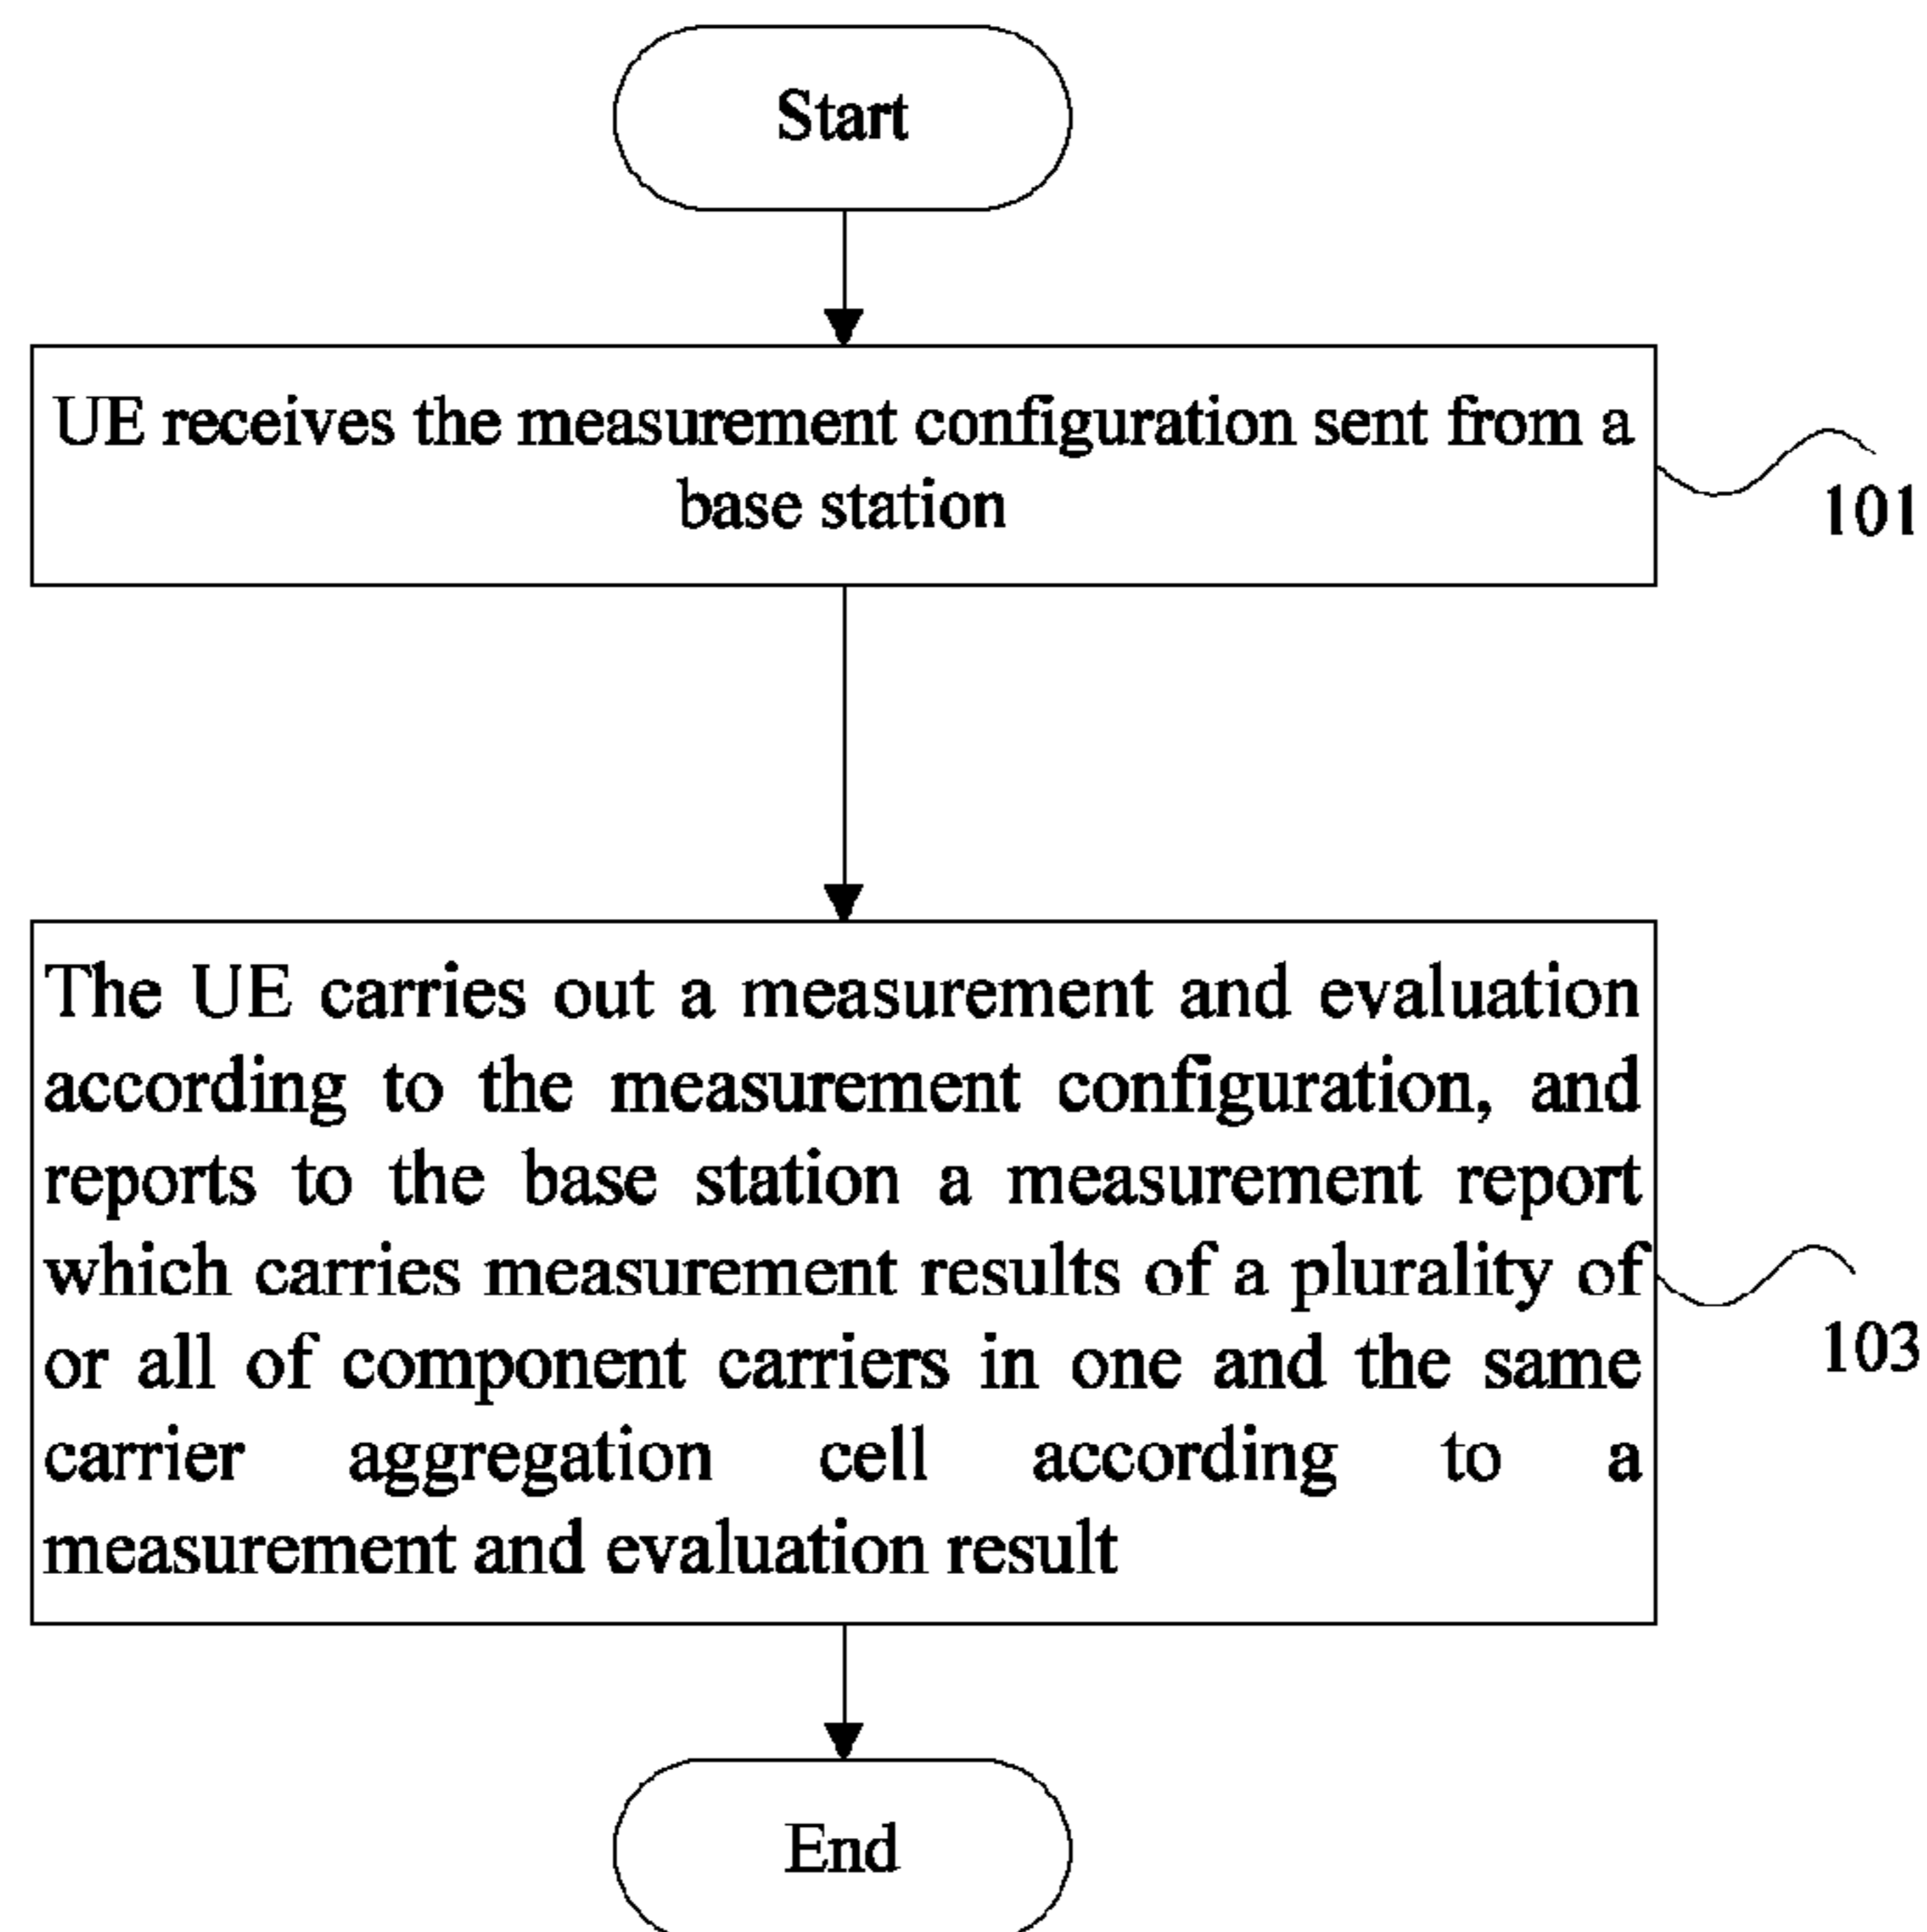 Start
UE receives the measurement configuration sent from a
base station
101
The UE carries out a measurement and evaluation
according to the measurement configuration, and
reports to the base station a measurement report
which carries measurement results of a plurality of
or all of component carriers in one and the same
carrier aggregation cell according to a
measurement and evaluation result
103
End